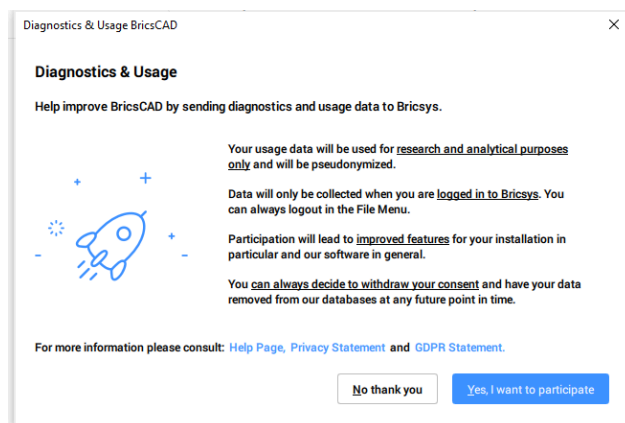 Diagnostics & Usage BricsCAD
Diagnostics & Usage
Help improve BricsCAD by sending diagnostics and usage data to Bricsys.
Your usage data will be used for research and analytical purposes
only and will be pseudonymized.
Data will only be collected when you are logged in to Bricsys. You
can always logout in the File Menu.
Participation will lead to improved features for your installation in
particular and our software in general.
You can always decide to withdraw your consent and have your data
removed from our databases at any future point in time.
For more information please consult: Help Page, Privacy Statement and GDPR Statement.
No thank you
Yes, I want to participate